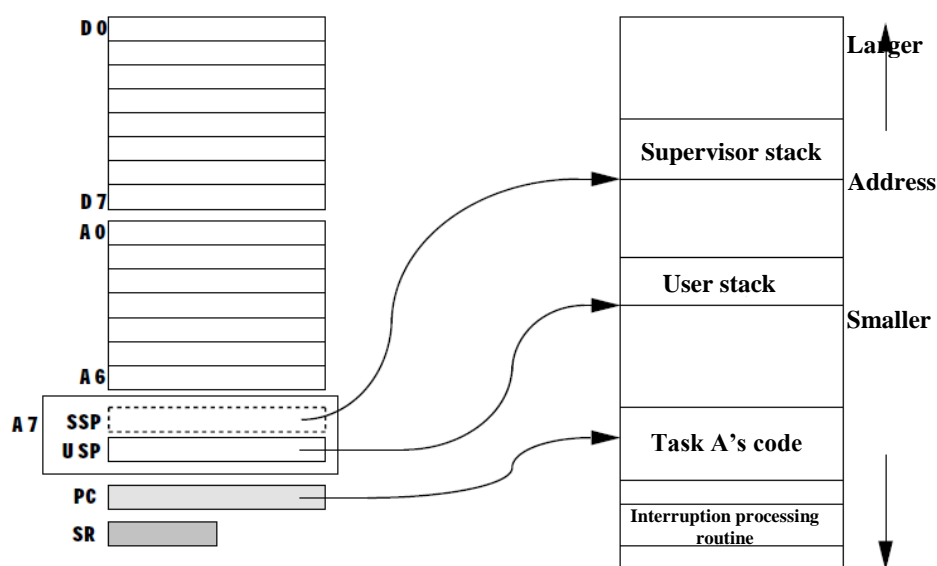 D0
D7
A0
A6
A7
SSP
USP
PC
SR
Larger
Supervisor stack
Address
User stack
Smaller
Task A's code
Interruption processing
routine